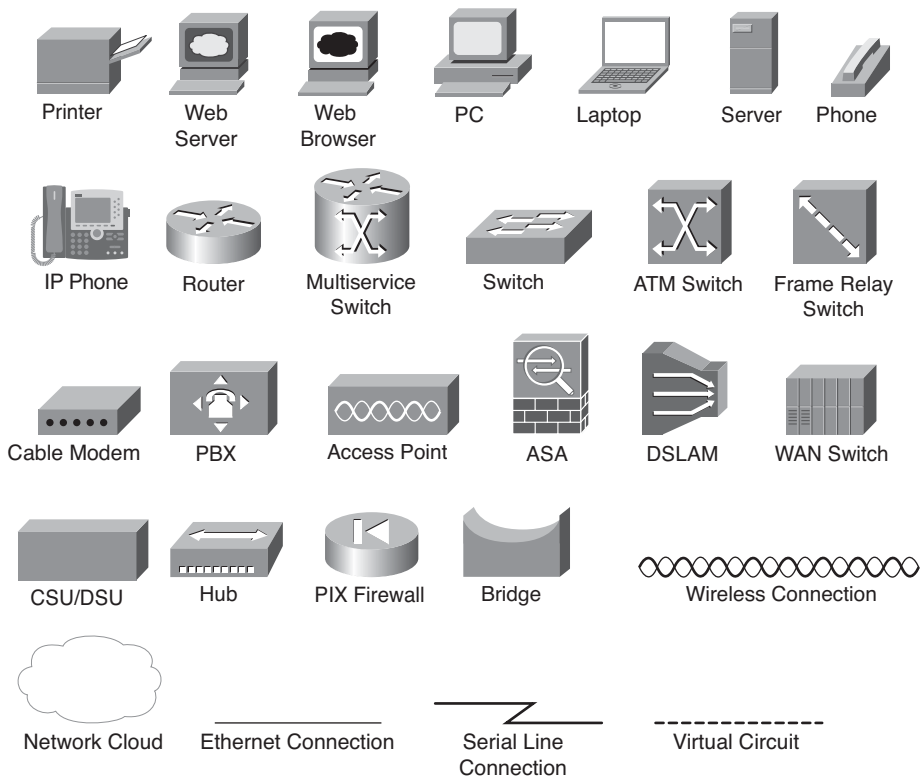 Printer
Web
Server
Web
Browser
PC
Laptop
Server
Phone
IP Phone
Router
Multiservice
Switch
Switch
ATM Switch
Frame Relay
Switch
Cable Modem
PBX
Access Point
ASA
DSLAM
WAN Switch
CSU/DSU
Hub
PIX Firewall
Bridge
Wireless Connection
Network Cloud
Ethernet Connection
Serial Line
Connection
Virtual Circuit